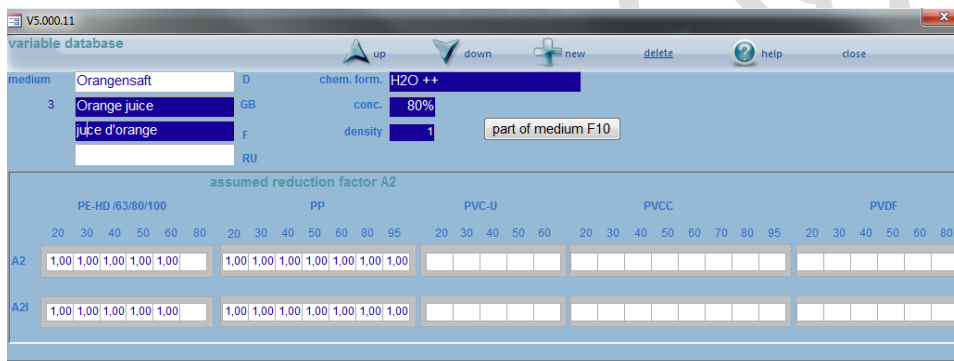 V5.000.11
variable database
up down new delete help close
medium Orangensaft D chem. form. H2O ++
3 Orange juice GB conc. 80%
juce d'orange F density 1 part of medium F10
RU
assumed reduction factor A2
PE-HD /63/80/100 PP PVC-U PVCC PVDF
20 30 40 50 60 80 20 30 40 50 60 80 95 20 30 40 50 60 20 30 40 50 60 70 80 95 20 30 40 50 60 80
A2 1,00 1,00 1,00 1,00 1,00 1,00 1,00 1,00 1,00 1,00 1,00 1,00
A2I 1,00 1,00 1,00 1,00 1,00 1,00 1,00 1,00 1,00 1,00 1,00 1,00